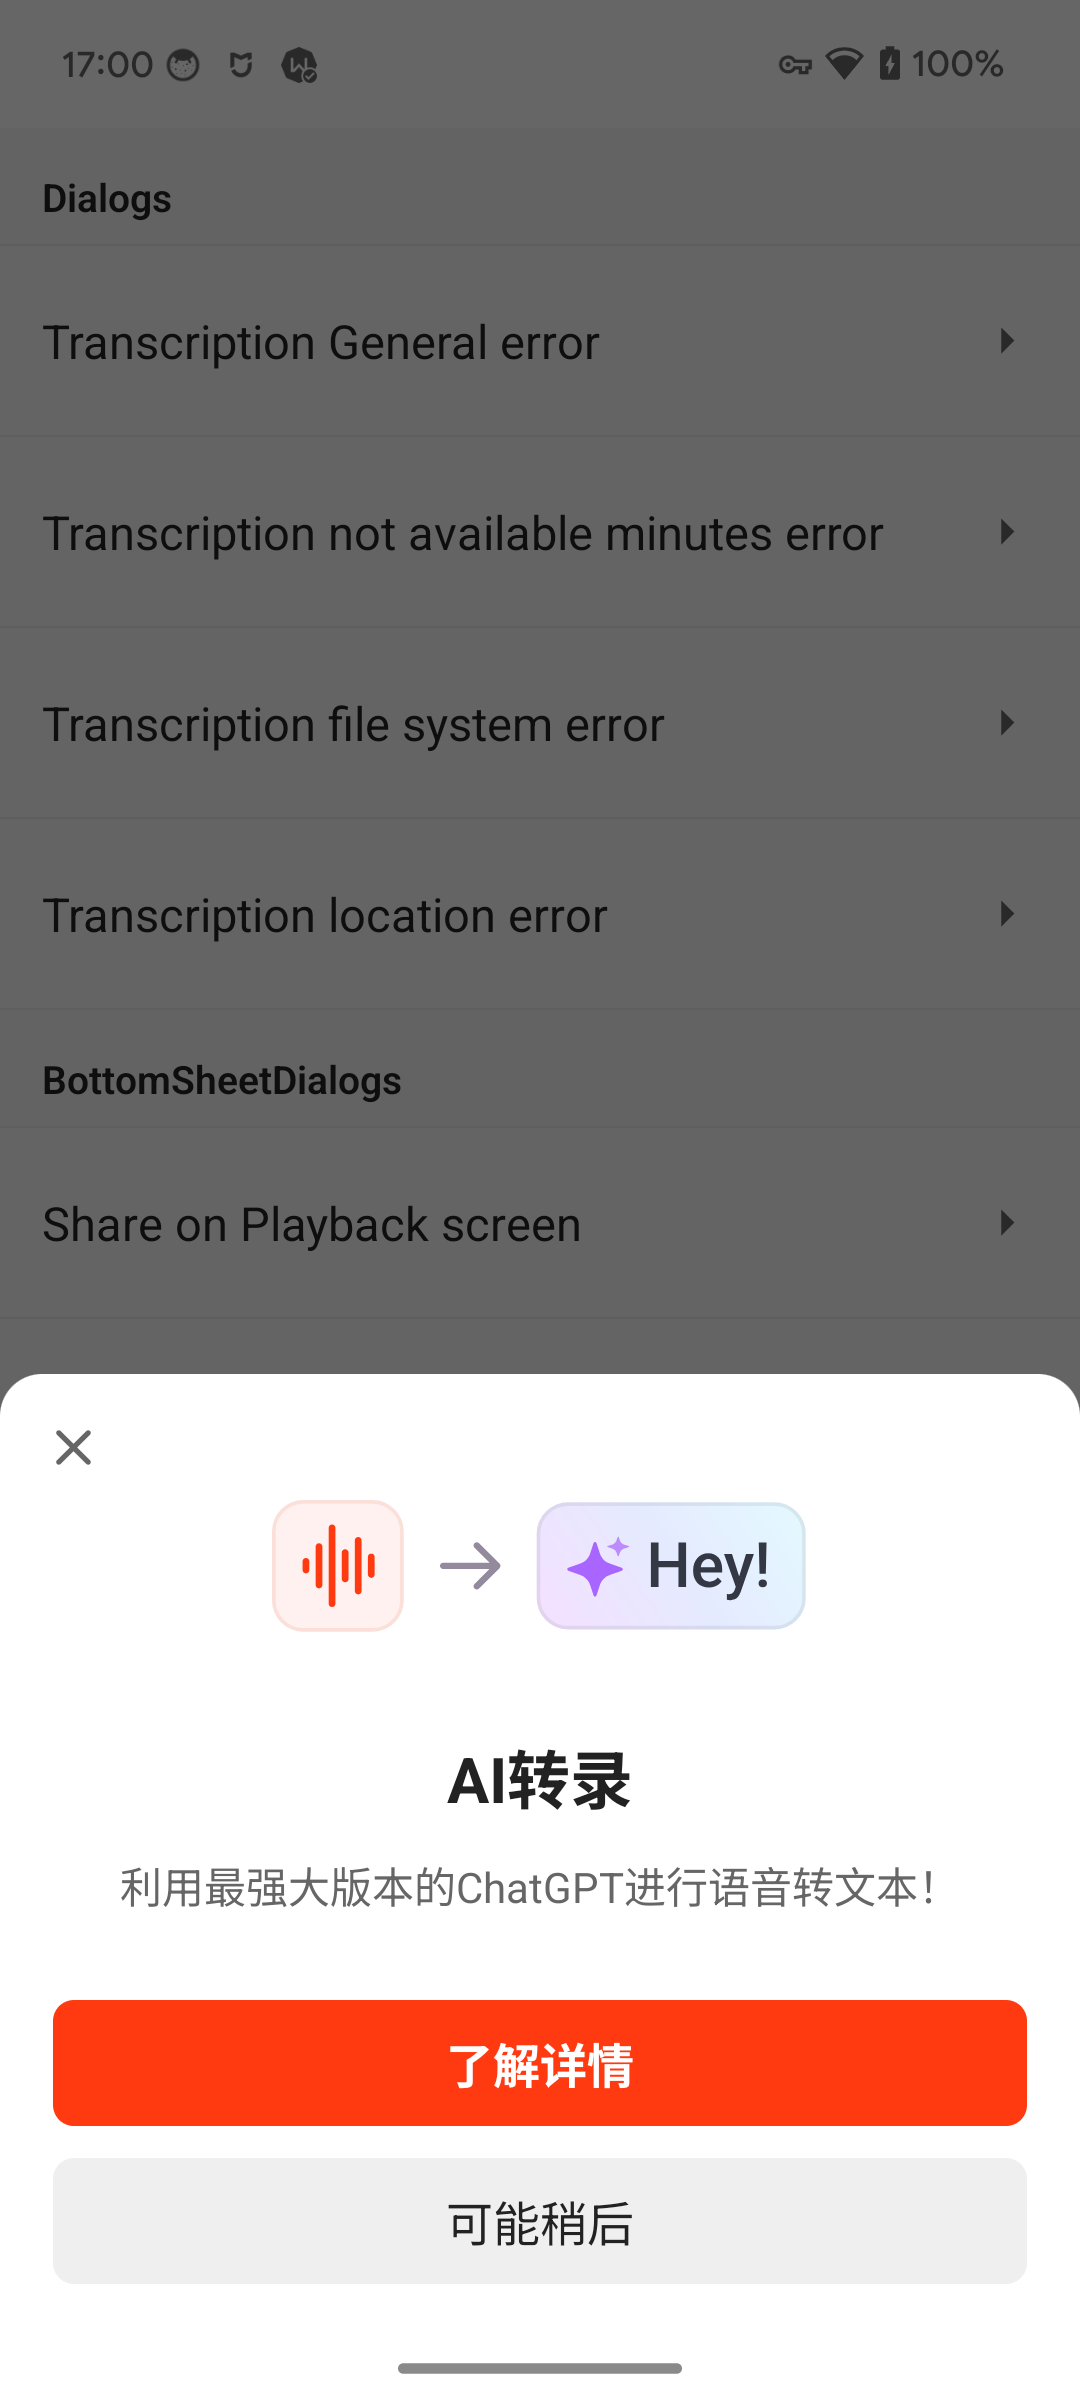 17:00
100%
Dialogs
Transcription General error
Transcription not available minutes error
Transcription file system error
Transcription location error
BottomSheetDialogs
Share on Playback screen
Hey!
AI转录
利用最强大版本的ChatGPT进行语音转文本！
了解详情
可能稍后